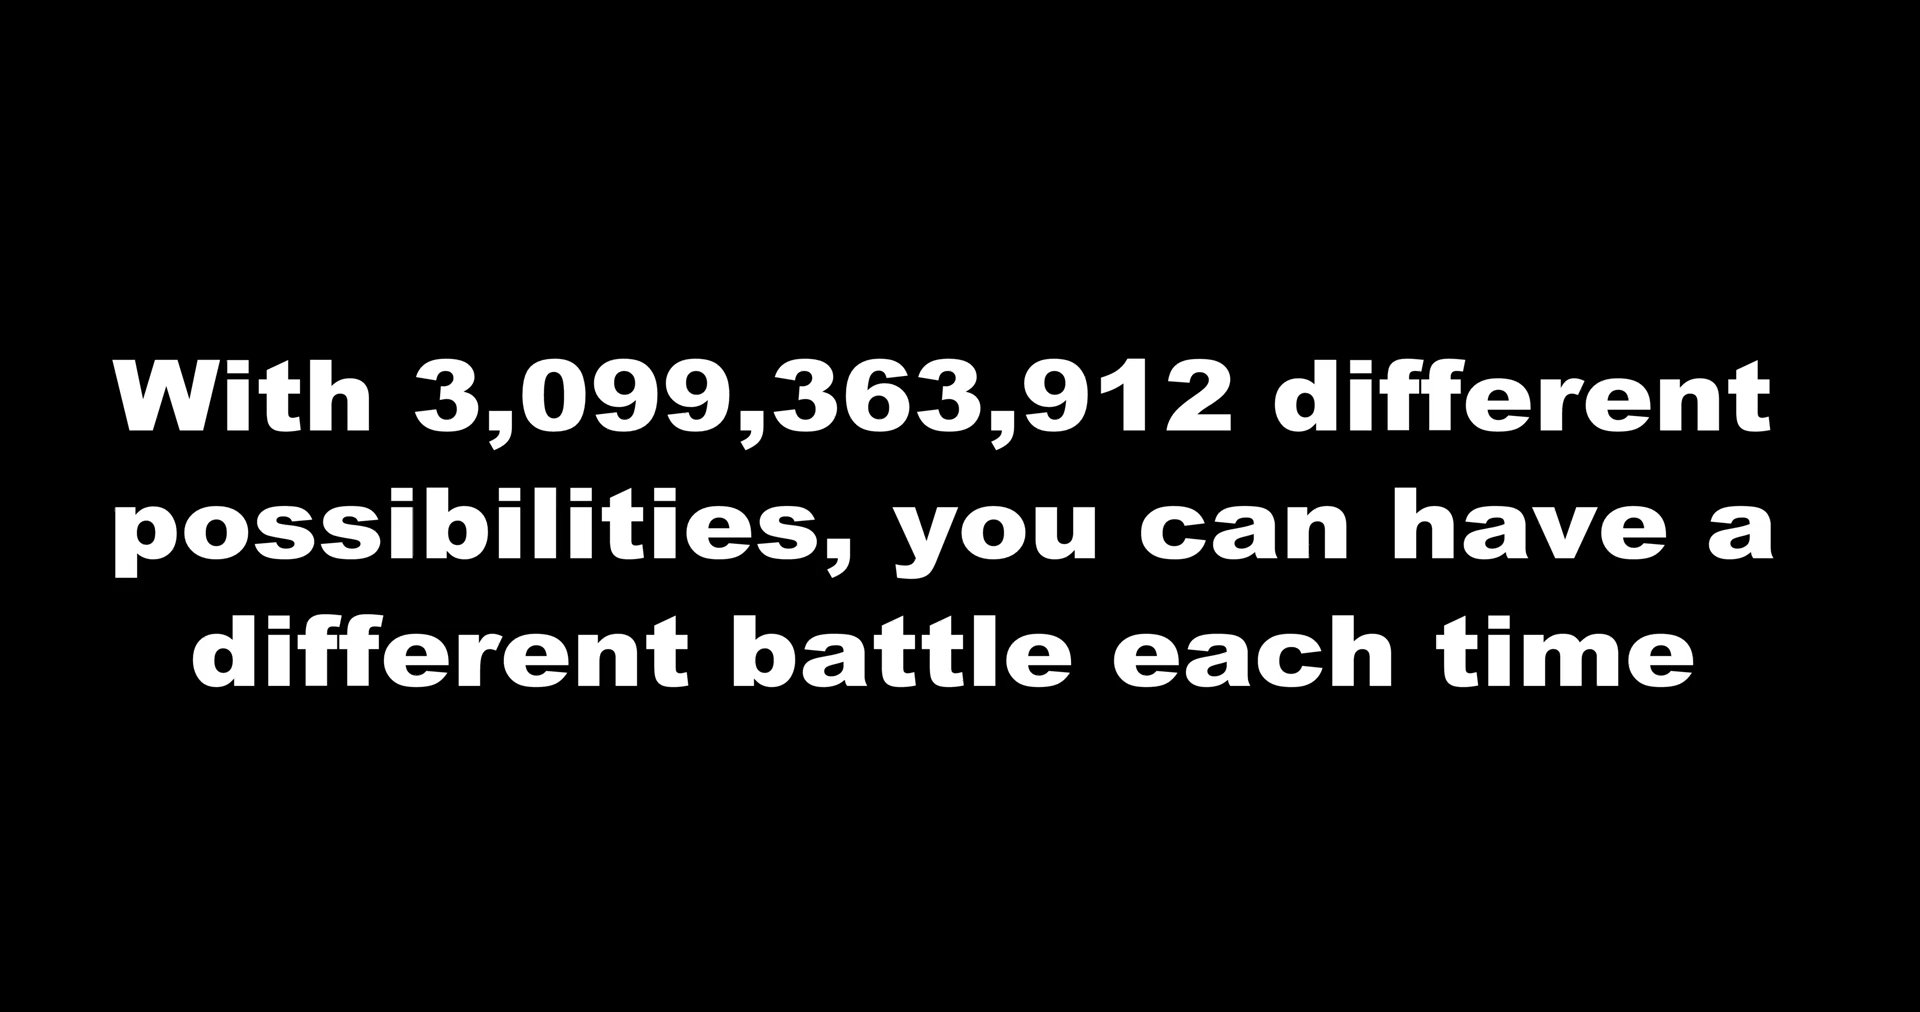 With 3,099,363,912 different
possibilities, you can have a
different battle each time